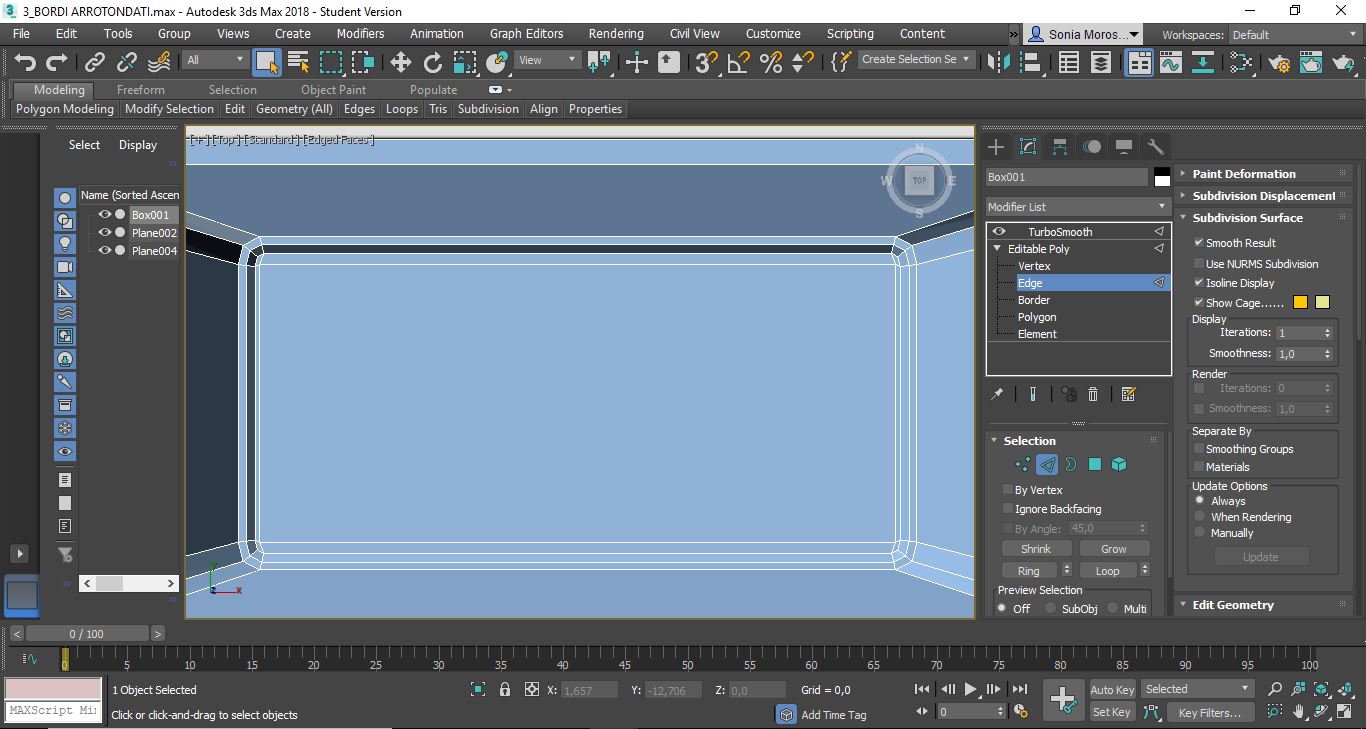 3_BORDI ARROTONDATI.max - Autodesk 3ds Max 2018 - Student Version
File Edit Tools Group Views Create Modifiers Animation Graph Editors Rendering Civil View Customize Scripting Content » Sonia Moros... Workspaces: Default
All View Create Selection Se
Modeling Freeform Selection Object Paint Populate
Polygon Modeling Modify Selection Edit Geometry (All) Edges Loops Tris Subdivision Align Properties
Select Display
[+] [Top] [Standard] [Edged Faces]
N
W TOP E
S
Name (Sorted Ascen
Box001
Plane002
Plane004
y
x
Box001
Modifier List
TurboSmooth
Editable Poly
Vertex
Edge
Border
Polygon
Element
Selection
By Vertex
Ignore Backfacing
By Angle: 45,0
Shrink Grow
Ring Loop
Preview Selection
Off SubObj Multi
Paint Deformation
Subdivision Displacement
Subdivision Surface
Smooth Result
Use NURMS Subdivision
Isoline Display
Show Cage......
Display
Iterations: 1
Smoothness: 1,0
Render
Iterations: 0
Smoothness: 1,0
Separate By
Smoothing Groups
Materials
Update Options
Always
When Rendering
Manually
Update
Edit Geometry
< 0 / 100 >
0 5 10 15 20 25 30 35 40 45 50 55 60 65 70 75 80 85 90 95 100
1 Object Selected X: 1,657 Y: -12,706 Z: 0,0 Grid = 0,0 Auto Key Selected
MAXScript Mi Click or click-and-drag to select objects Add Time Tag 0 Set Key Key Filters...